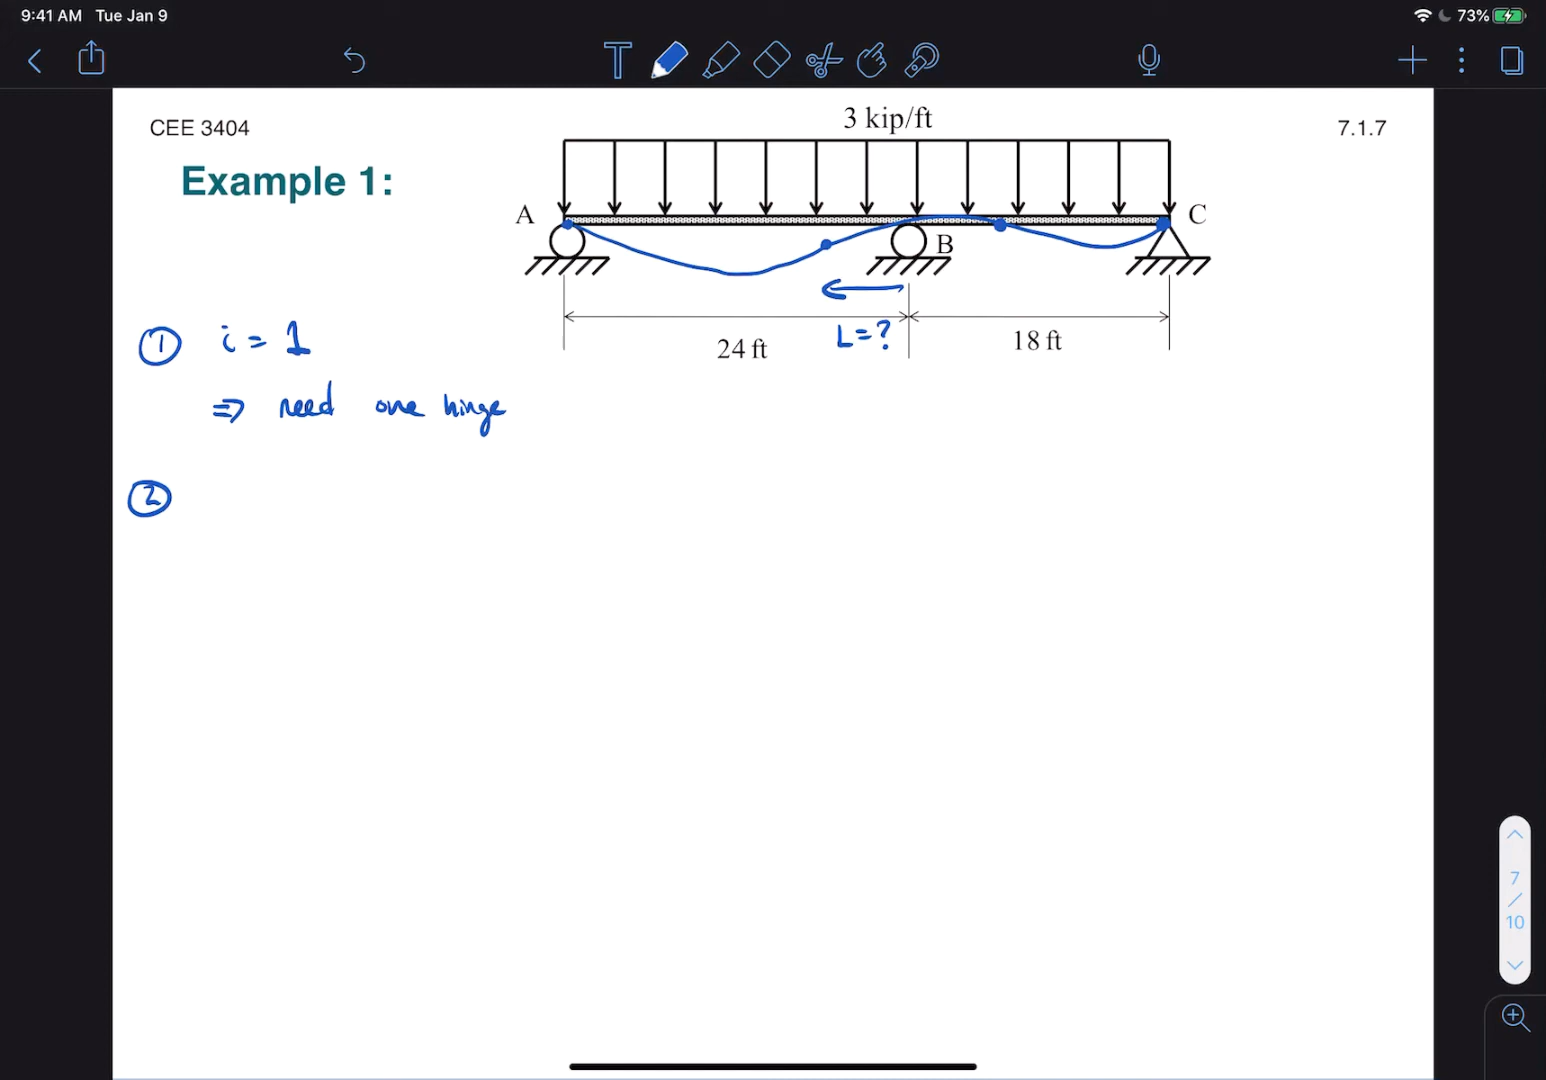 9:41 AM Tue Jan 9
73%
CEE 3404
3 kip/ft
7.1.7
Example 1:
A
C
B
24 ft
L=?
18 ft
① i = 1
⇒ need one hinge
②
7
/
10